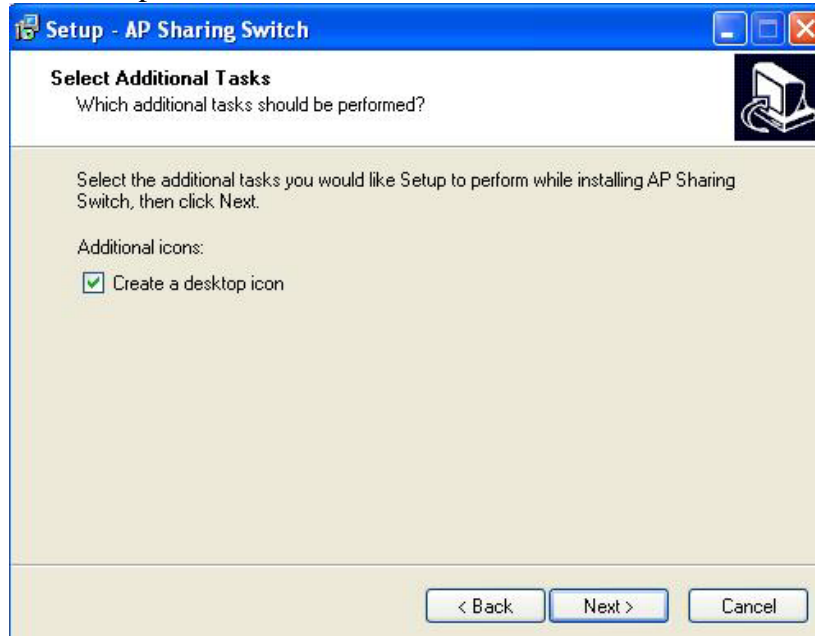 Setup - AP Sharing Switch
Select Additional Tasks
Which additional tasks should be performed?
Select the additional tasks you would like Setup to perform while installing AP Sharing
Switch, then click Next.
Additional icons:
Create a desktop icon
< Back
Next >
Cancel